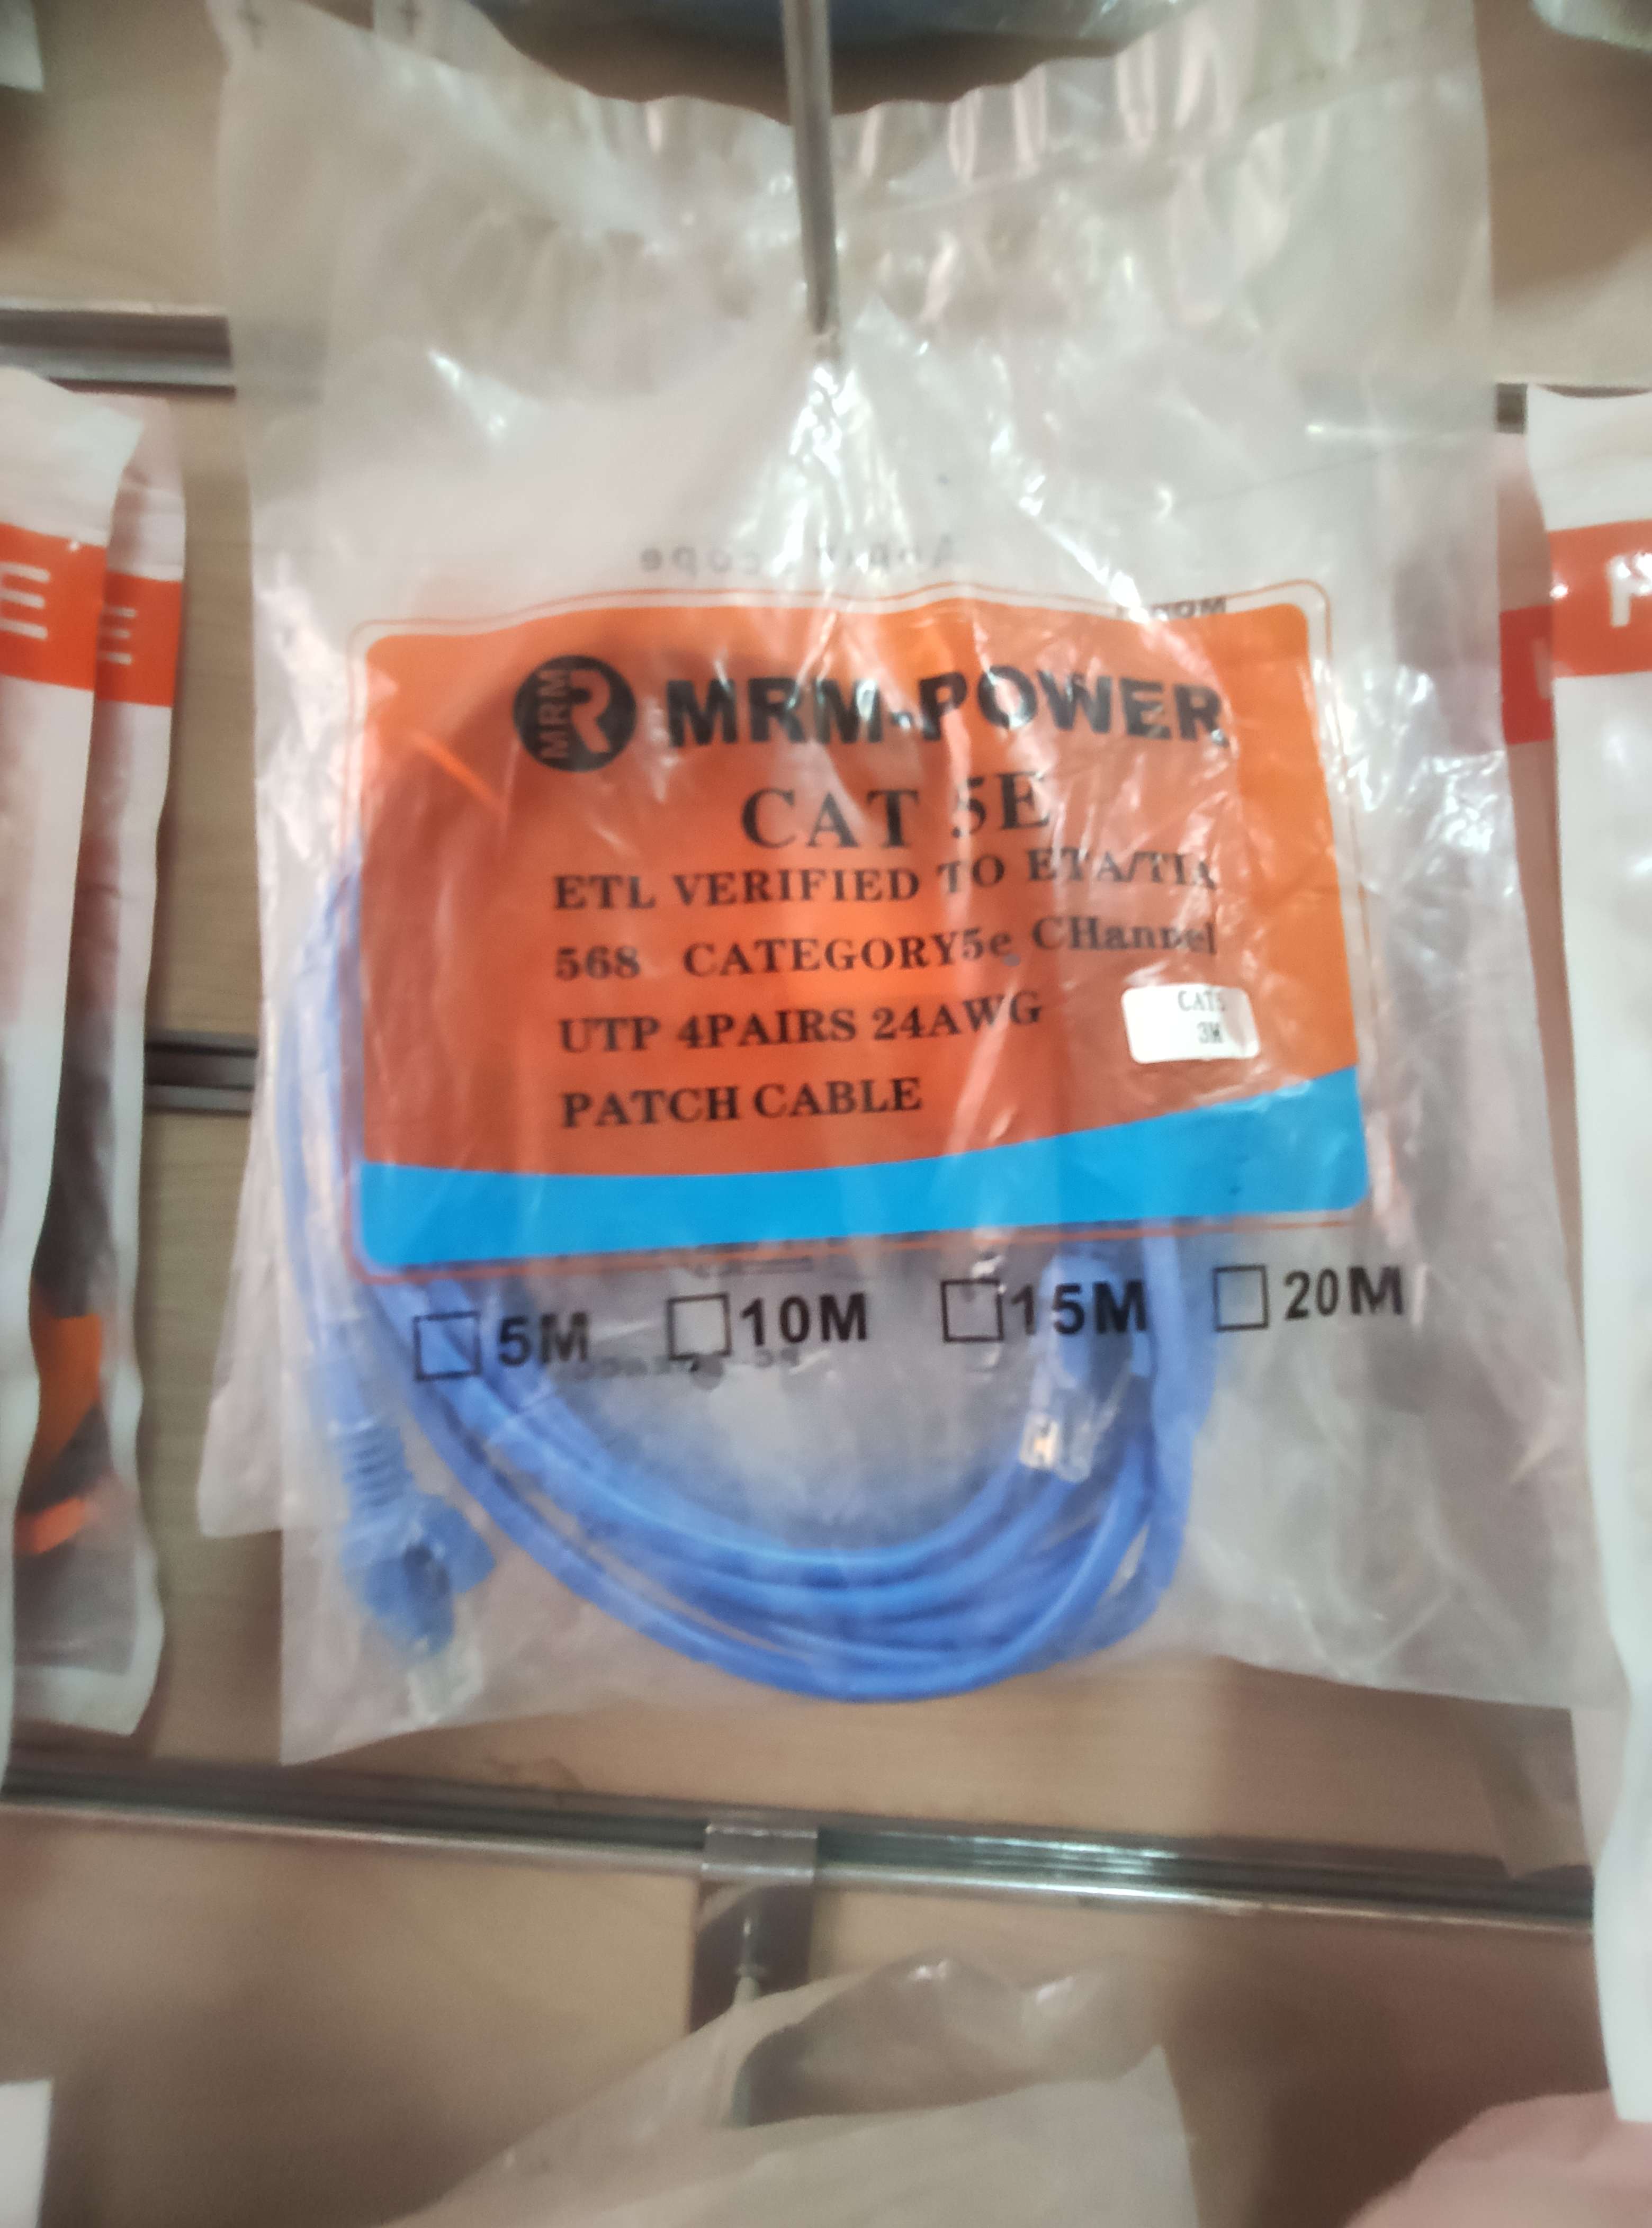 MRM R MRM-POWER
CAT 5E
ETL VERIFIED TO ETA/TIA
568 CATEGORY5e CHannel
UTP 4PAIRS 24AWG
PATCH CABLE
CAT5
3M
5M 10M 15M 20M